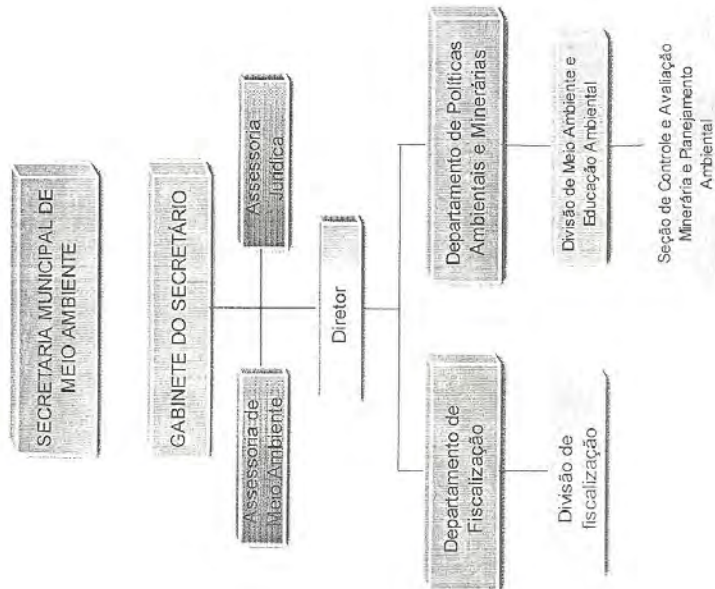 SECRETARIA MUNICIPAL DE
MEIO AMBIENTE
GABINETE DO SECRETÁRIO
Assessoria de
Meio Ambiente
Assessoria
Jurídica
Diretor
Departamento de
Fiscalização
Departamento de Políticas
Ambientais e Minerárias
Divisão de
fiscalização
Divisão de Meio Ambiente e
Educação Ambiental
Seção de Controle e Avaliação
Minerária e Planejamento
Ambiental